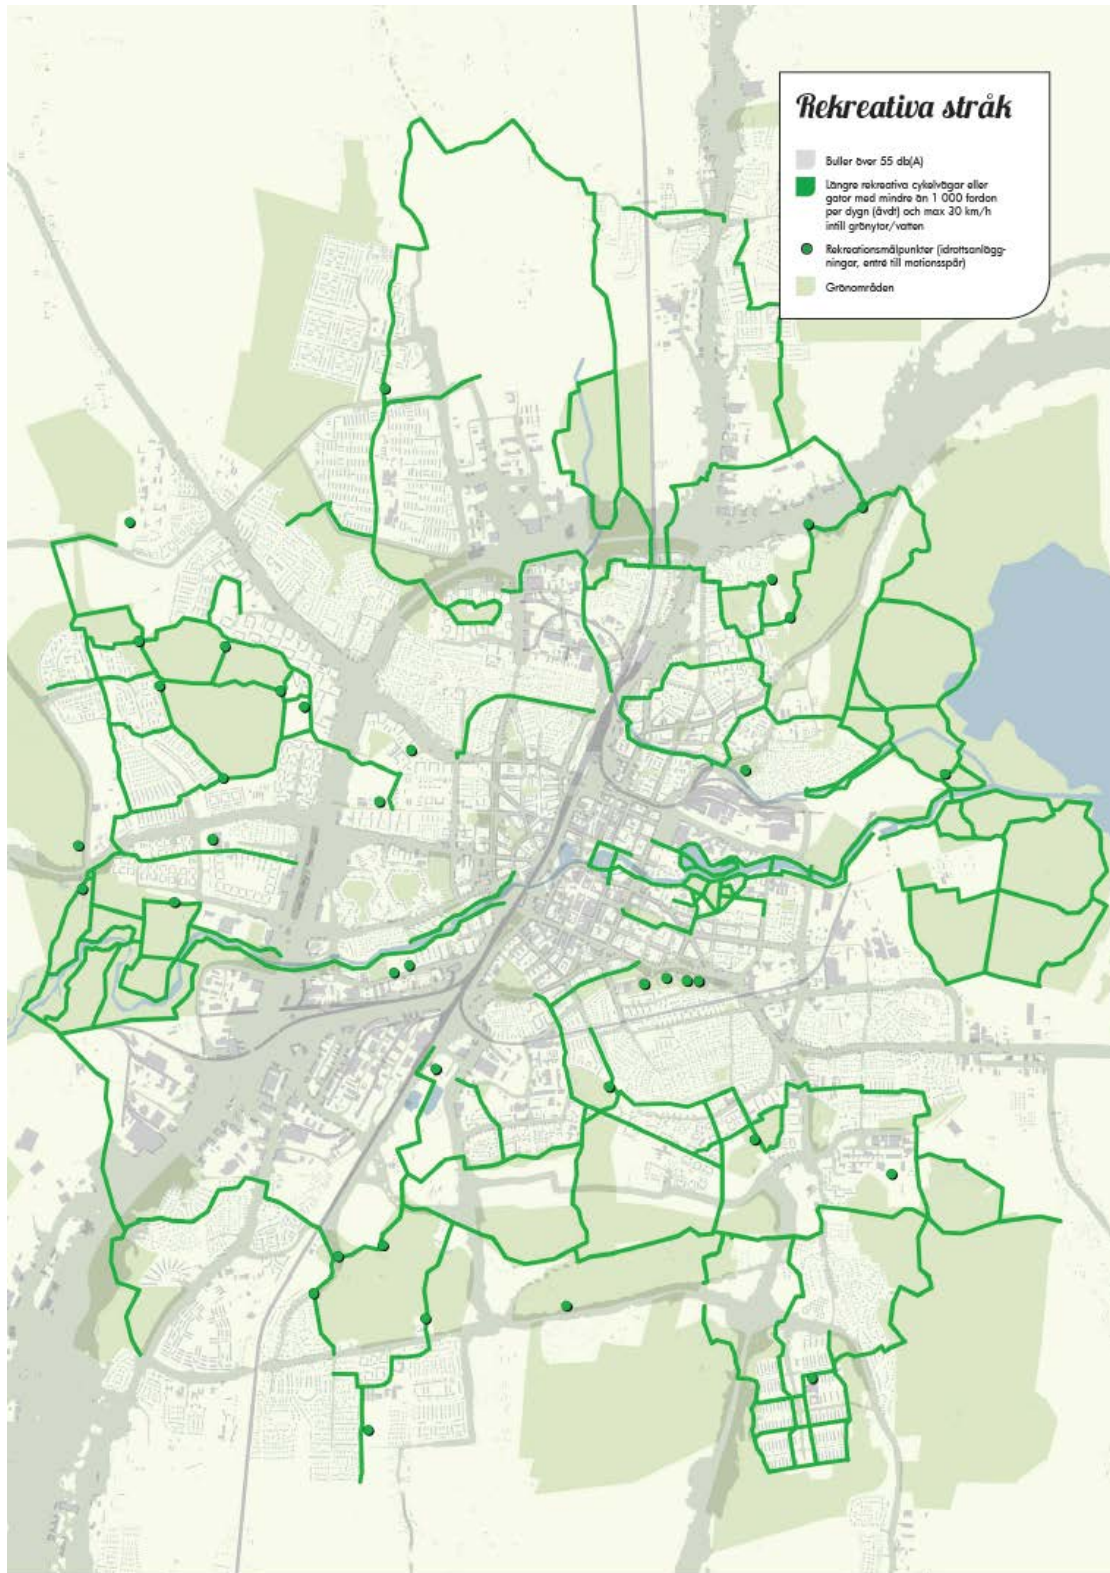 Rekreativa stråk
Buller över 55 db(A)
Längre rekreativa cykelvägar eller
gator med mindre än 1 000 fordon
per dygn (åvdt) och max 30 km/h
intill grönytor/vatten
Rekreationsmålpunkter (idrottsanlägg-
ningar, entré till motionsspår)
Grönområden